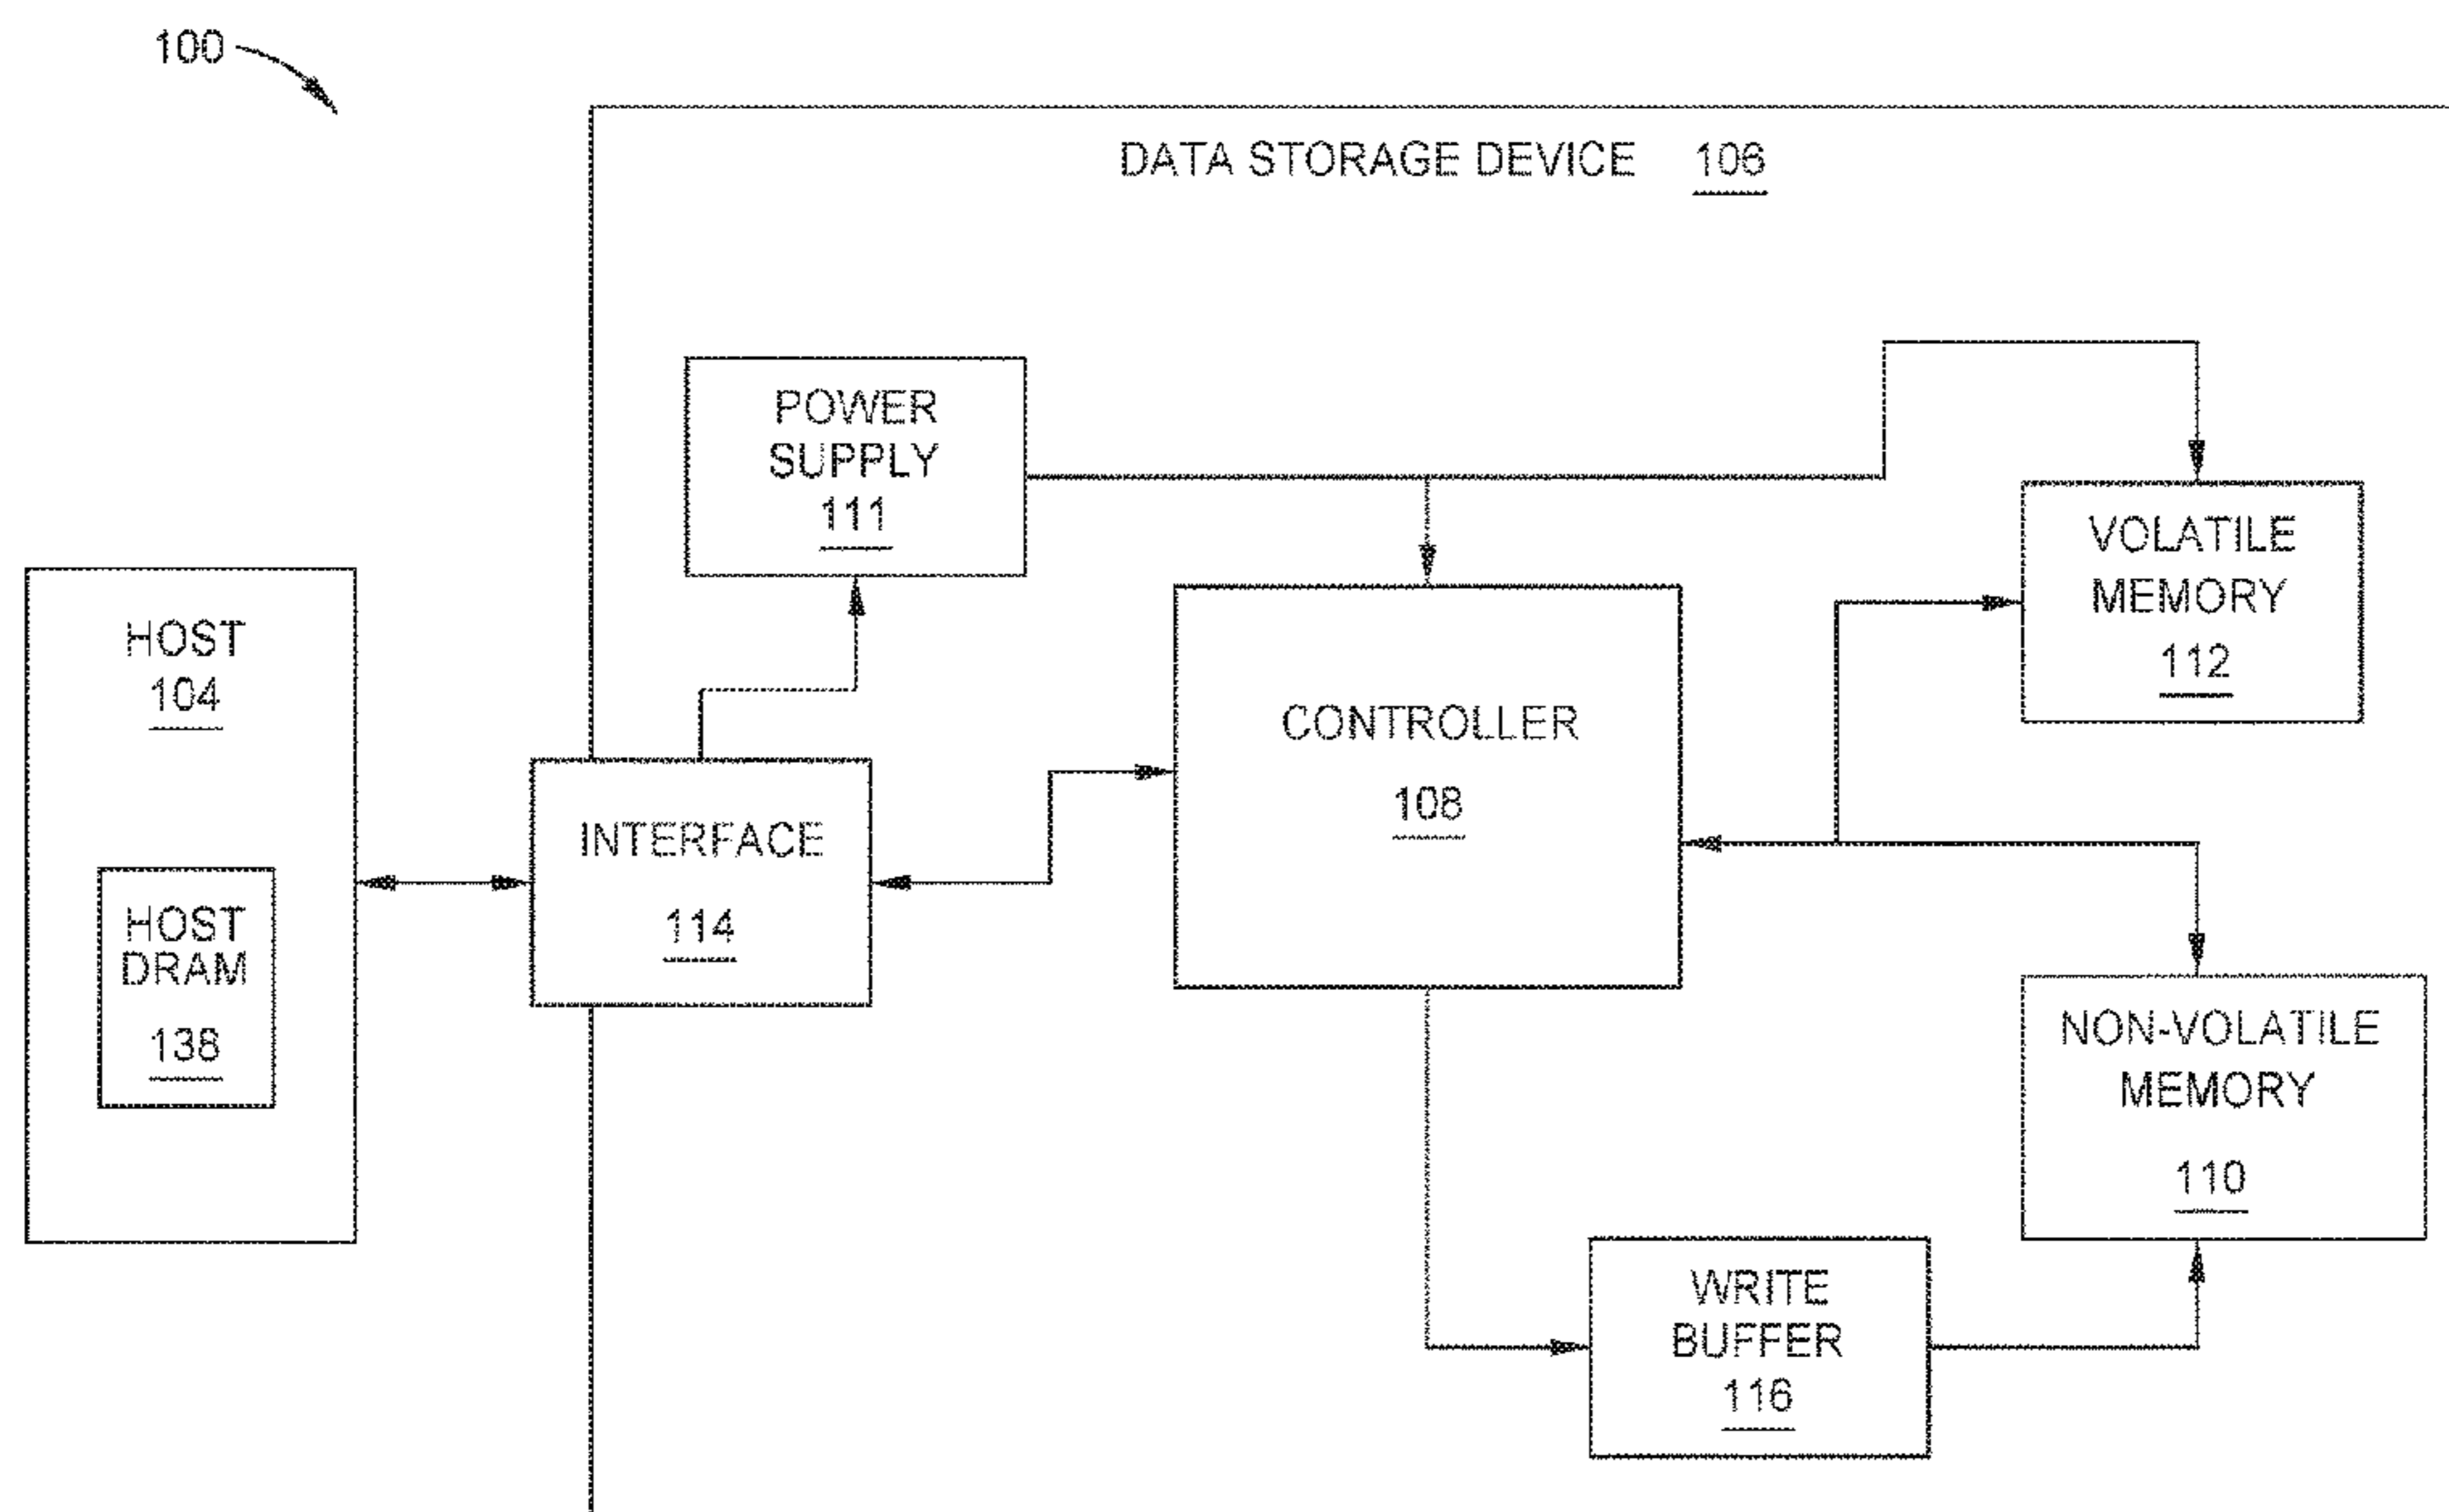 100
DATA STORAGE DEVICE 106
POWER
SUPPLY
111
VOLATILE
MEMORY
112
HOST
104
CONTROLLER
108
INTERFACE
114
HOST
DRAM
138
NON-VOLATILE
MEMORY
110
WRITE
BUFFER
116